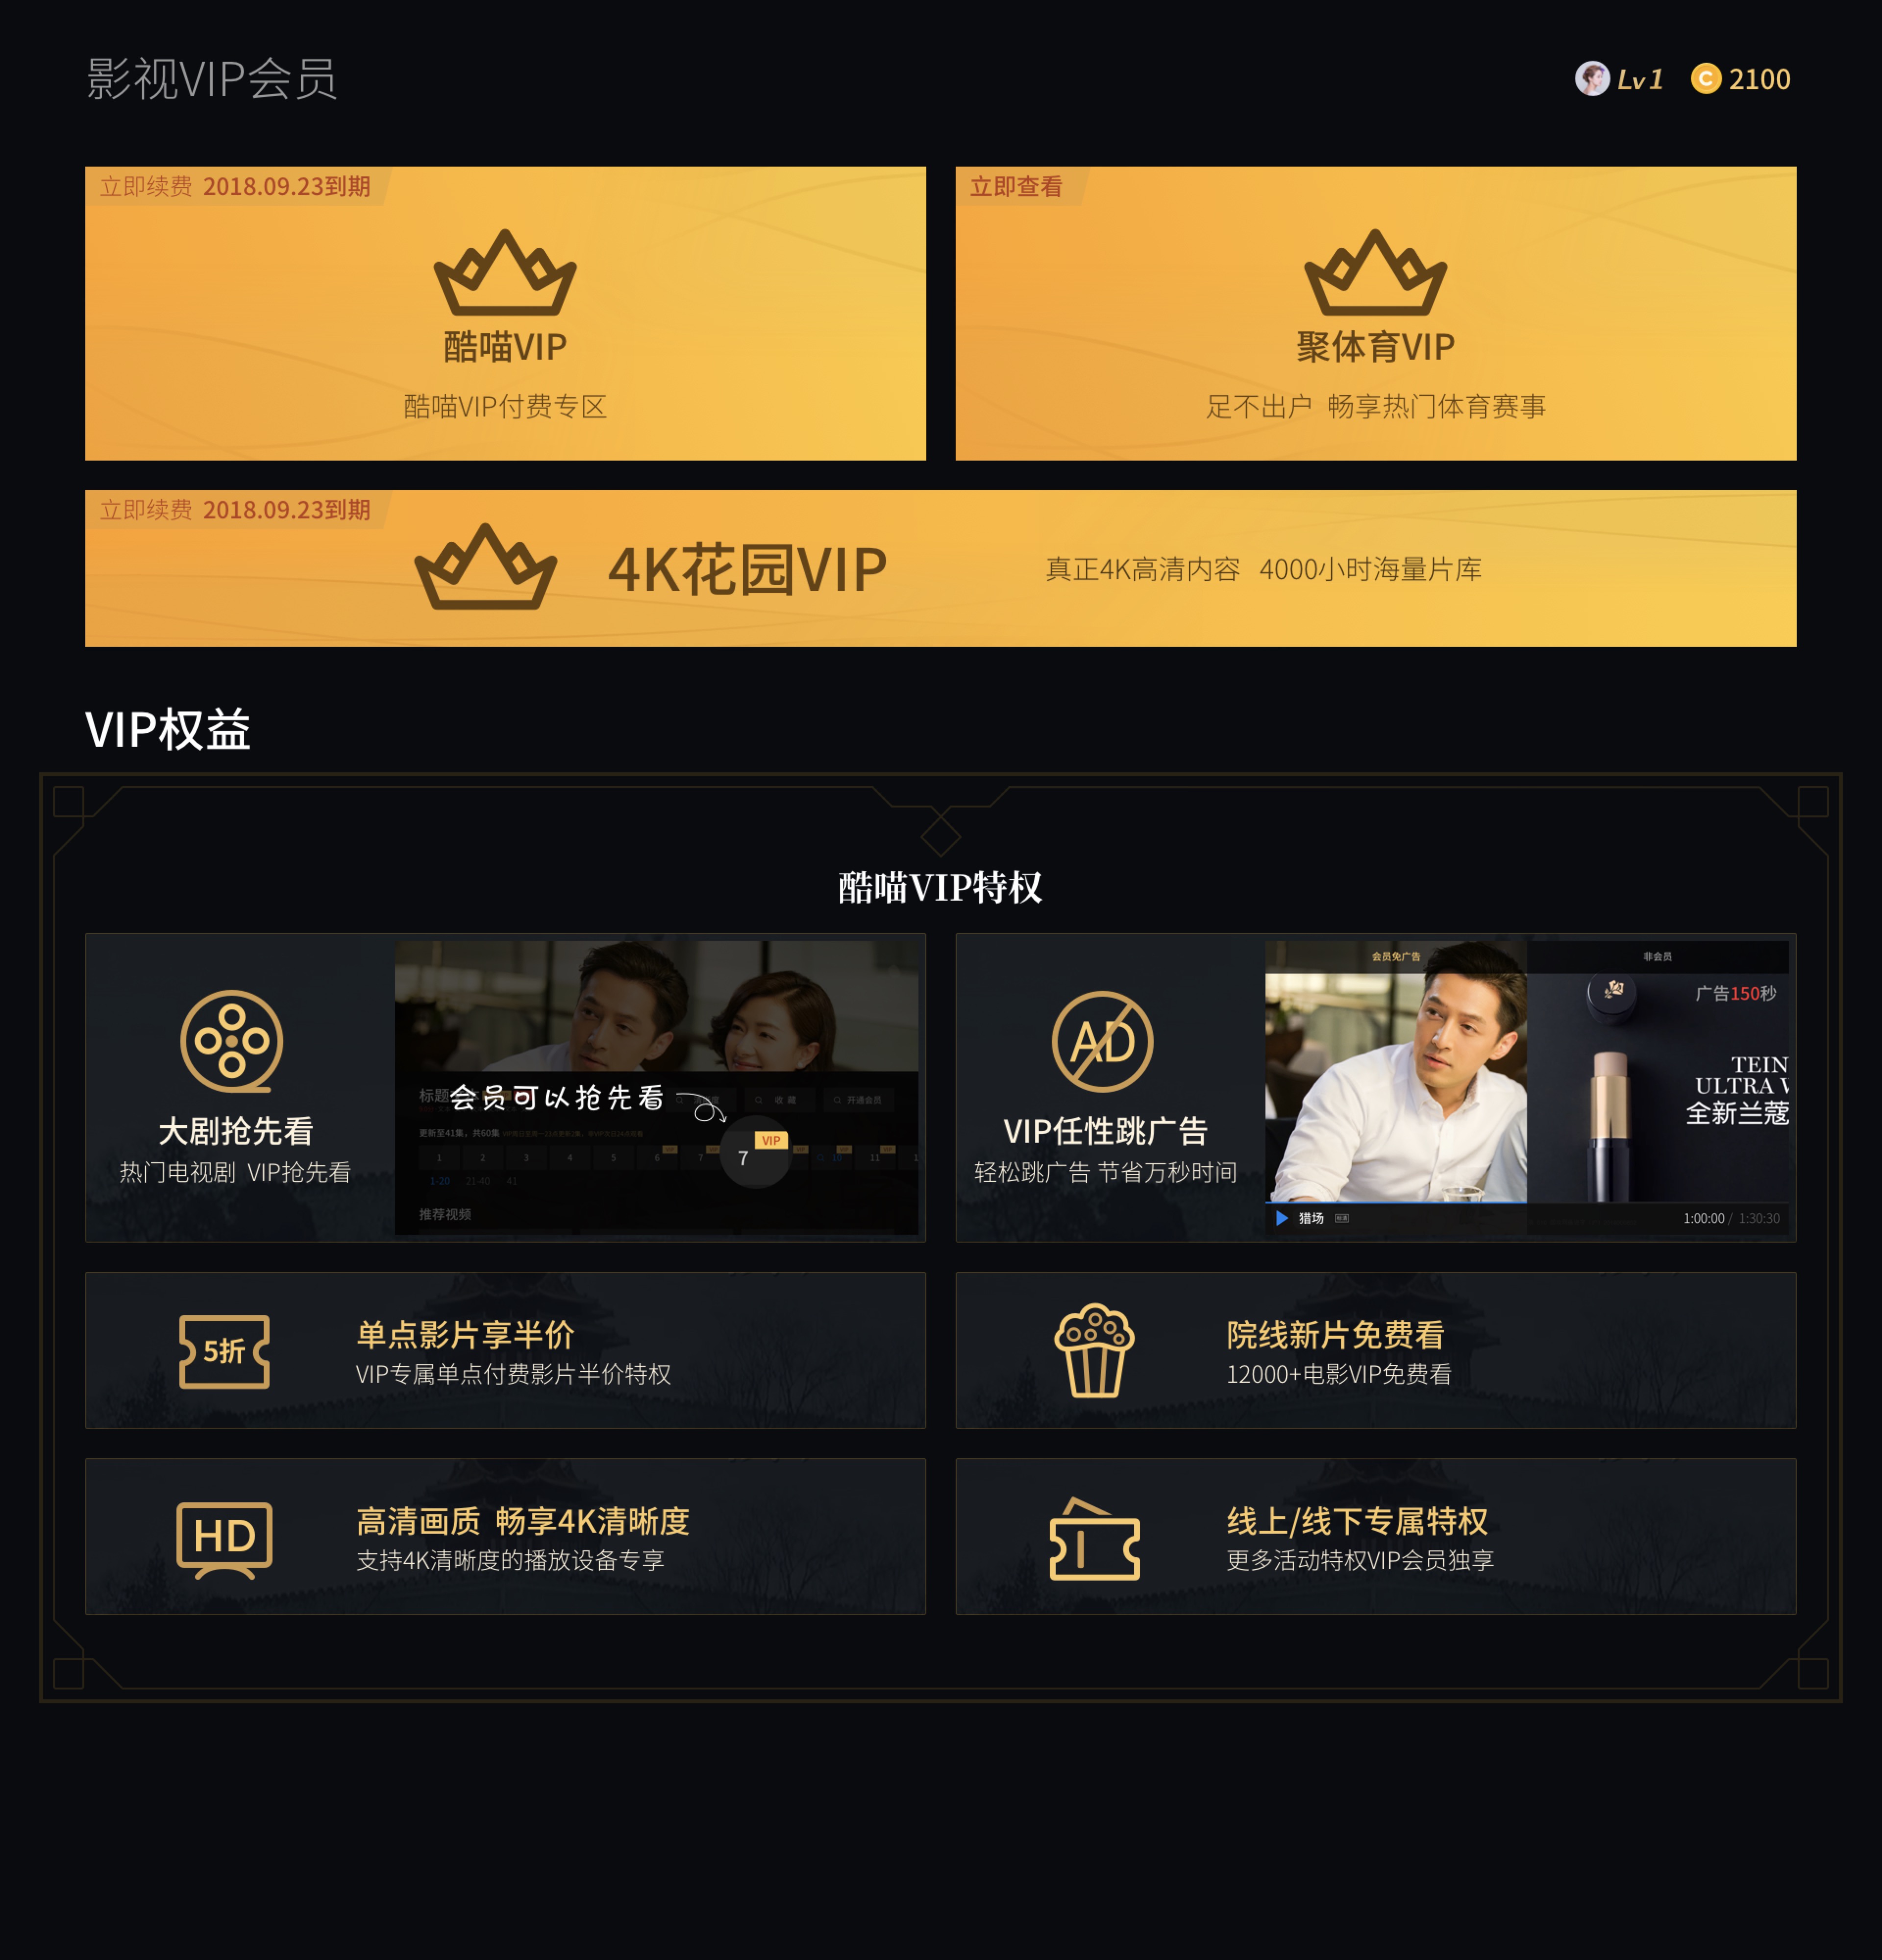 影视VIP会员
Lv1
C 2100
立即续费 2018.09.23到期
酷喵VIP
酷喵VIP付费专区
立即查看
聚体育VIP
足不出户 畅享热门体育赛事
立即续费 2018.09.23到期
4K花园VIP
真正4K高清内容 4000小时海量片库
VIP权益
酷喵VIP特权
大剧抢先看
热门电视剧 VIP抢先看
会员可以抢先看
标题
收 藏
开通会员
更新至41集，共60集
1 2 3 4 5 6 7 10 11
7 VIP
1-20 21-40 41
推荐视频
AD
VIP任性跳广告
轻松跳广告 节省万秒时间
会员免广告
非会员
广告150秒
TEIN
ULTRA
全新兰蔻
猎场
1:00:00 / 1:30:30
5折
单点影片享半价
VIP专属单点付费影片半价特权
院线新片免费看
12000+电影VIP免费看
HD
高清画质 畅享4K清晰度
支持4K清晰度的播放设备专享
线上/线下专属特权
更多活动特权VIP会员独享